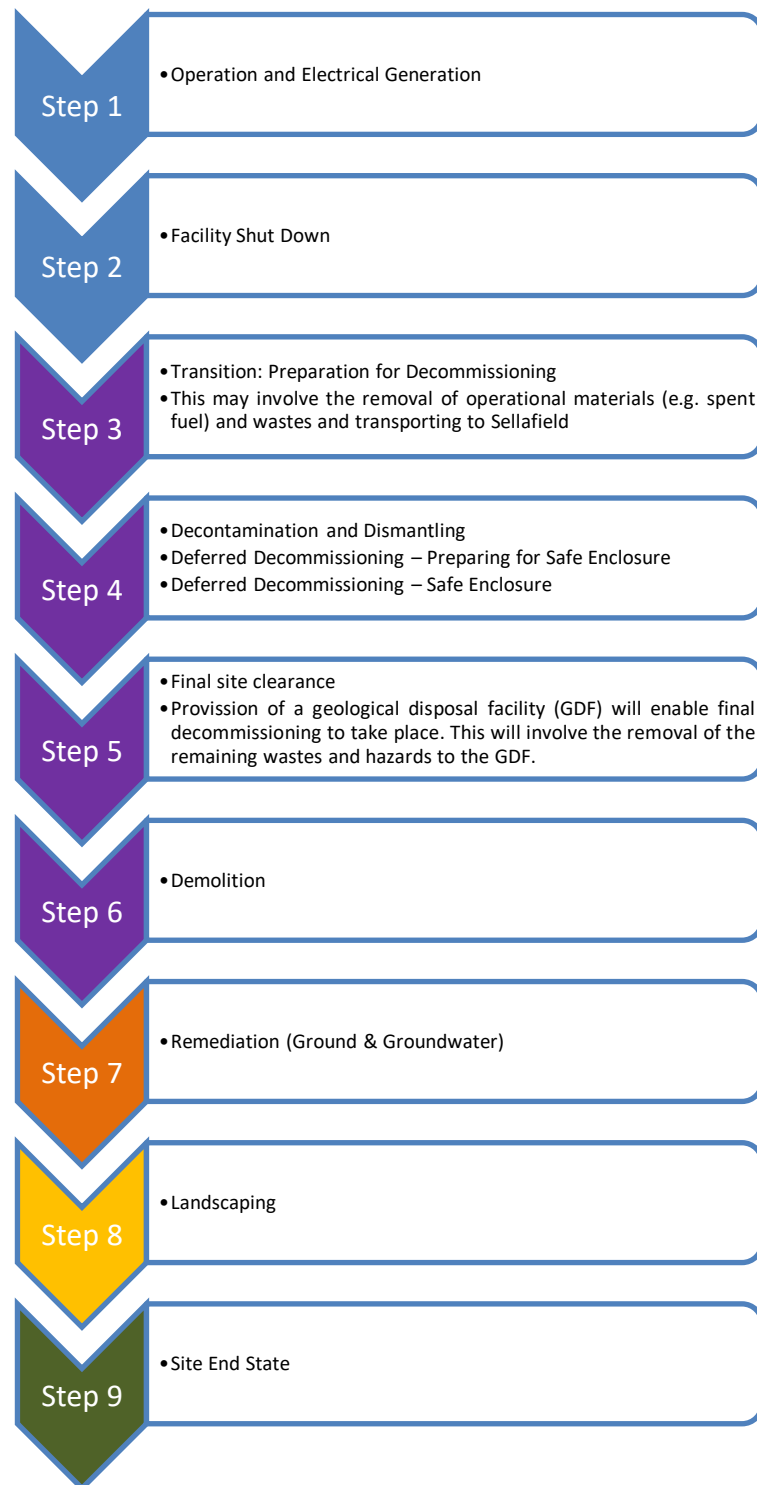 Step 1
•Operation and Electrical Generation
Step 2
•Facility Shut Down
Step 3
•Transition: Preparation for Decommissioning
•This may involve the removal of operational materials (e.g. spent
fuel) and wastes and transporting to Sellafield
Step 4
•Decontamination and Dismantling
•Deferred Decommissioning – Preparing for Safe Enclosure
•Deferred Decommissioning – Safe Enclosure
Step 5
•Final site clearance
•Provission of a geological disposal facility (GDF) will enable final
decommissioning to take place. This will involve the removal of the
remaining wastes and hazards to the GDF.
Step 6
•Demolition
Step 7
•Remediation (Ground & Groundwater)
Step 8
•Landscaping
Step 9
•Site End State